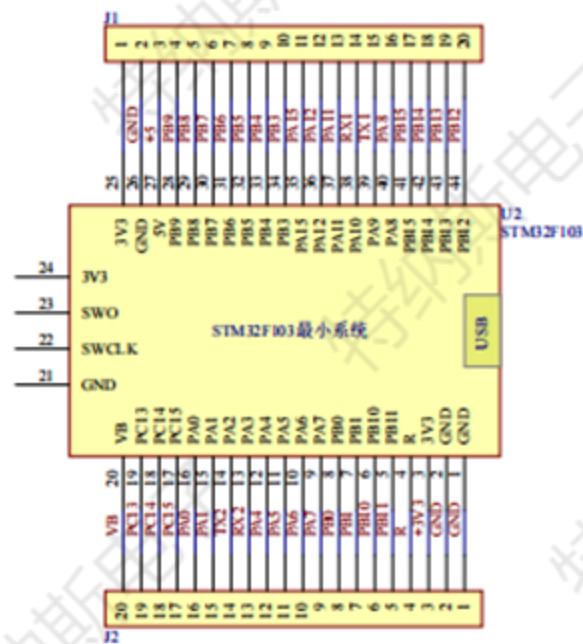 J1
1 2 3 4 5 6 7 8 9 10 11 12 13 14 15 16 17 18 19 20
GND +5 PB9 PB8 PB7 PB6 PB5 PB4 PB3 PA15 PA12 PA11 RX1 TX1 PA8 PB15 PB14 PB13 PB12
25 26 27 28 29 30 31 32 33 34 35 36 37 38 39 40 41 42 43 44
3V3 GND 5V PB9 PB8 PB7 PB6 PB5 PB4 PB3 PA15 PA12 PA11 PA10 PA9 PA8 PB15 PB14 PB13 PB12
U2
STM32F103
24 3V3
23 SWO
22 SWCLK
21 GND
STM32F103最小系统
USB
VB PC13 PC14 PC15 PA0 PA1 PA2 PA3 PA4 PA5 PA6 PA7 PB0 PB1 PB10 PB11 R 3V3 GND GND
20 19 18 17 16 15 14 13 12 11 10 9 8 7 6 5 4 3 2 1
VB PC13 PC14 PC15 PA0 PA1 TX2 RX2 PA4 PA5 PA6 PA7 PB0 PB1 PB10 PB11 R +3V3 GND GND
20 19 18 17 16 15 14 13 12 11 10 9 8 7 6 5 4 3 2 1
J2
特纳斯电子